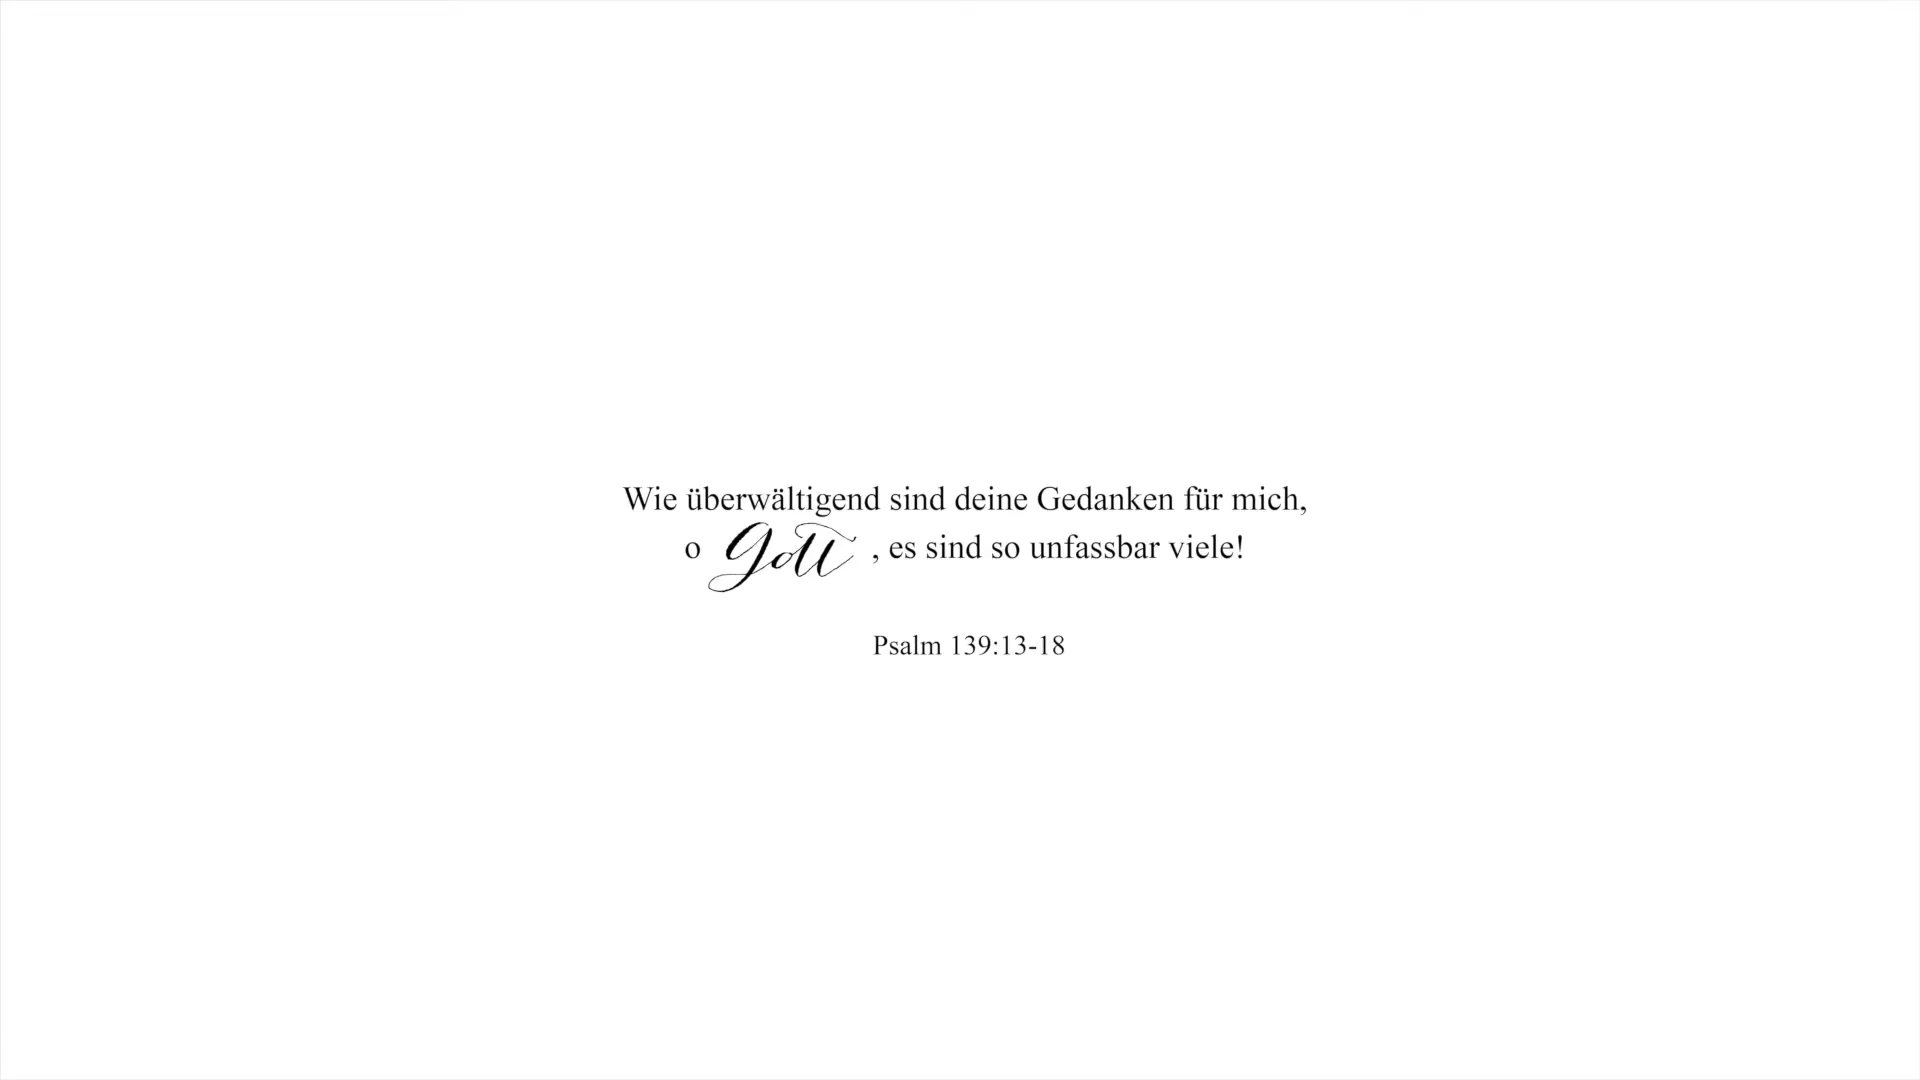 Wie überwältigend sind deine Gedanken für mich,
o Gott , es sind so unfassbar viele!
Psalm 139:13-18